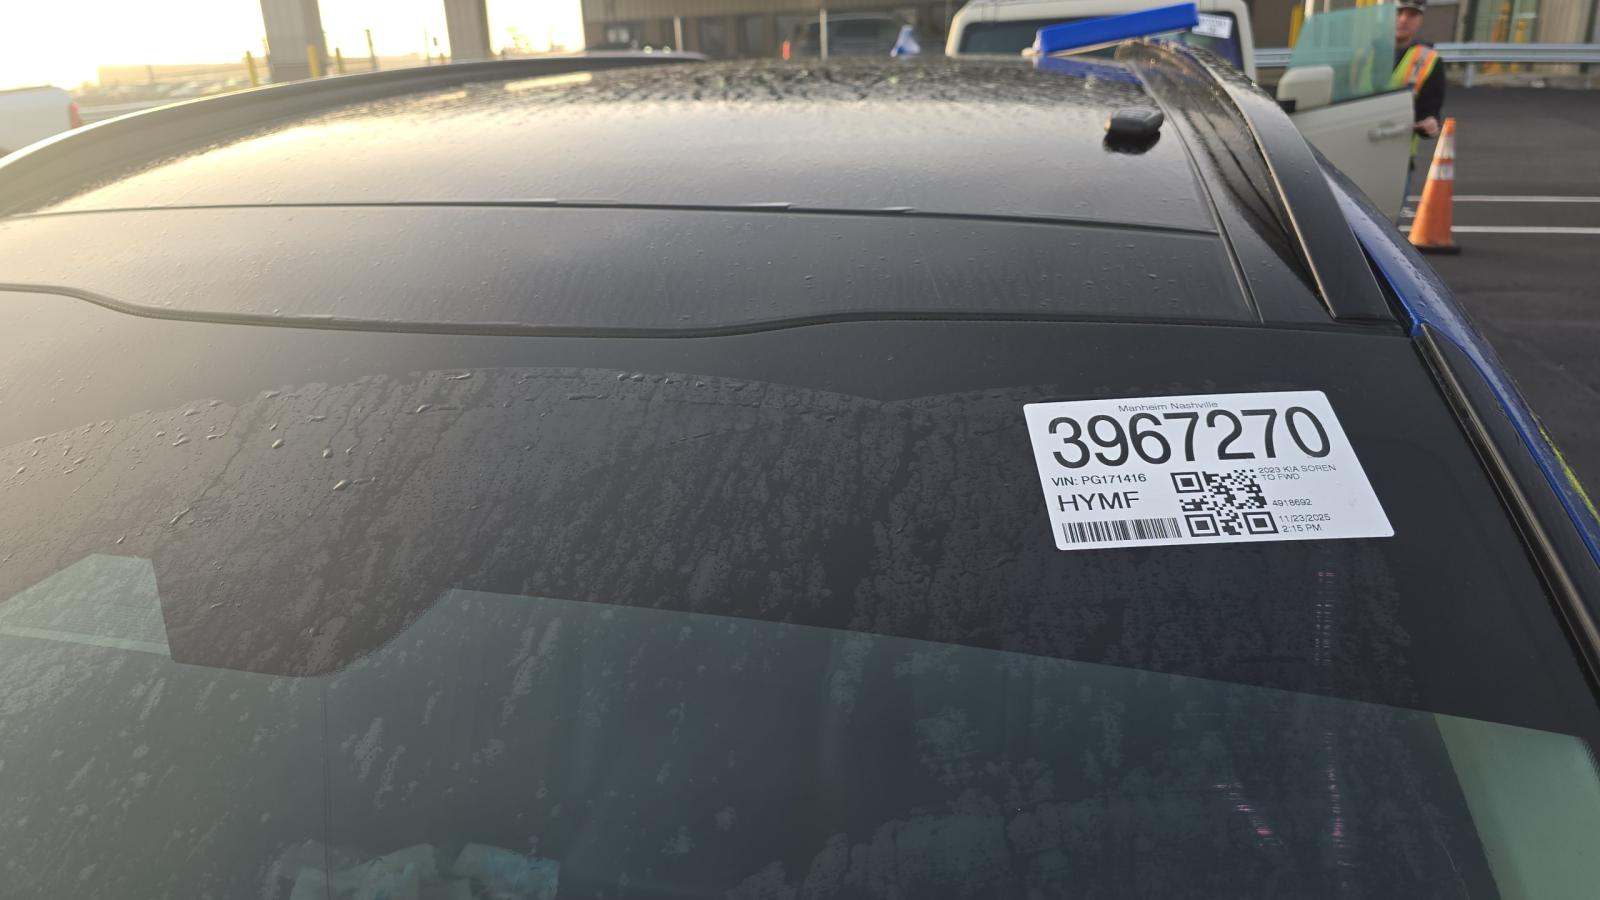 Manheim Nashville
3967270
VIN: PG171416
2023 KIA SOREN
TO FWD
HYMF
4918692
11/23/2025
2:15 PM